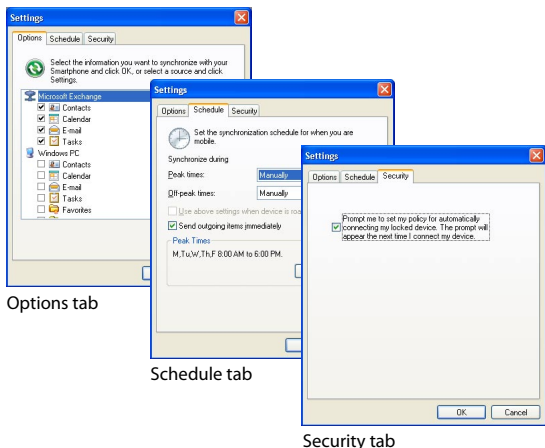 Settings
Options Schedule Security
Select the information you want to synchronize with your
Smartphone and click OK, or select a source and click
Settings.
Microsoft Exchange
Contacts
Calendar
E-mail
Tasks
Windows PC
Contacts
Calendar
E-mail
Tasks
Favorites
Options tab
Settings
Options Schedule Security
Set the synchronization schedule for when you are
mobile.
Synchronize during
Peak times: Manually
Off-peak times: Manually
Use above settings when device is roa
Send outgoing items immediately
Peak Times
M,Tu,W,Th,F 8:00 AM to 6:00 PM.
Schedule tab
Settings
Options Schedule Security
Prompt me to set my policy for automatically
connecting my locked device. The prompt will
appear the next time I connect my device.
OK Cancel
Security tab